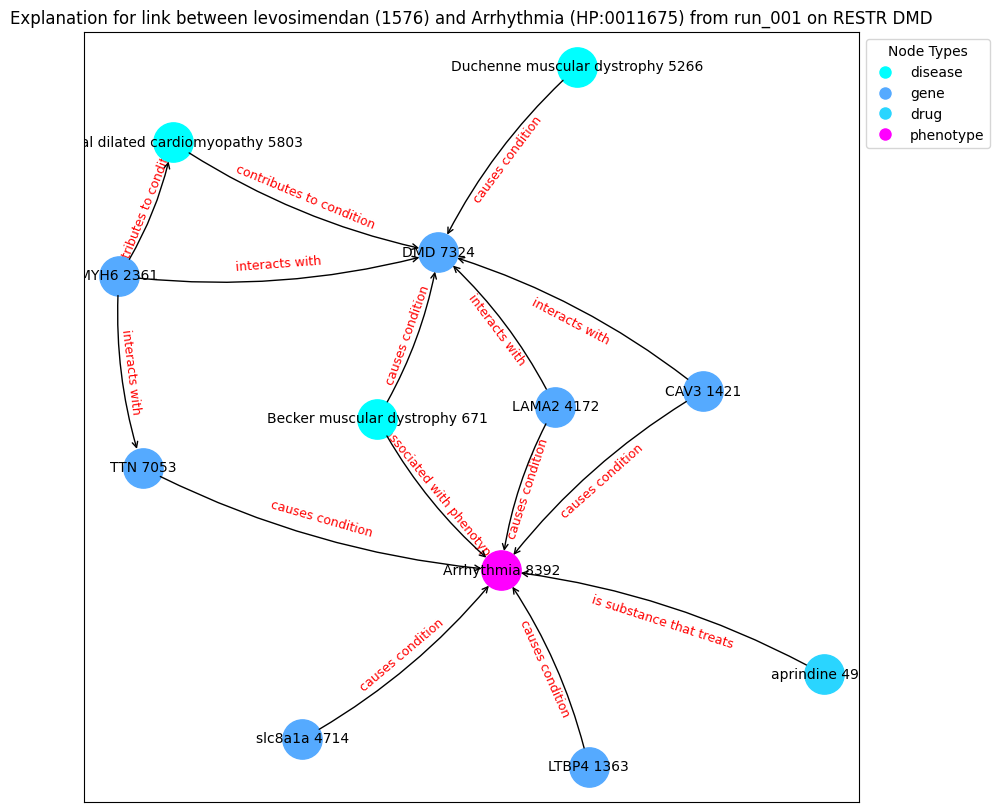 Explanation for link between levosimendan (1576) and Arrhythmia (HP:0011675) from run_001 on RESTR DMD
Node Types
disease
gene
drug
phenotype
Duchenne muscular dystrophy 5266
causes condition
al dilated cardiomyopathy 5803
contributes to condition
tributes to condit
DMD 7324
interacts with
MYH6 2361
interacts with
causes condition
interacts with
interacts with
CAV3 1421
LAMA2 4172
Becker muscular dystrophy 671
TTN 7053
causes condition
ssociated with phenotyp
causes condition
causes condition
Arrhythmia 8392
is substance that treats
causes condition
causes condition
aprindine 49
slc8a1a 4714
LTBP4 1363